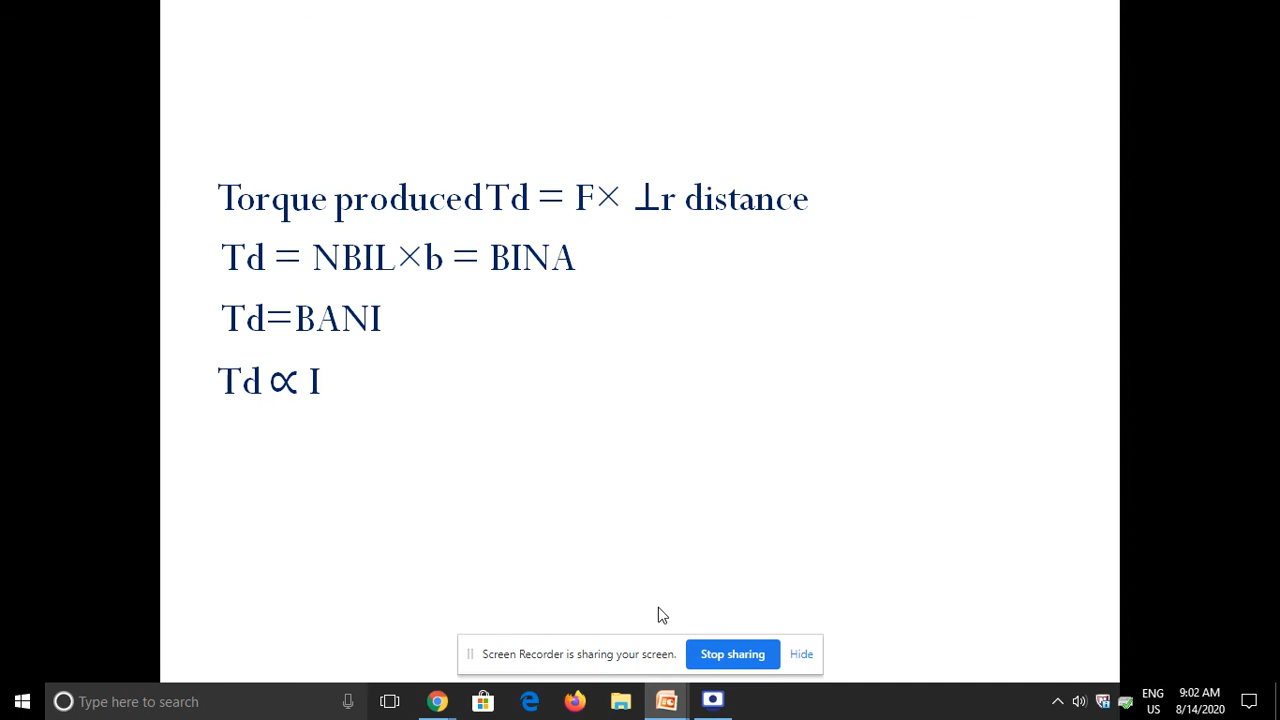 Torque produced Td = F× ⊥r distance
Td = NBIL×b = BINA
Td=BANI
Td ∝ I
Screen Recorder is sharing your screen. Stop sharing Hide
Type here to search
ENG 9:02 AM
US 8/14/2020